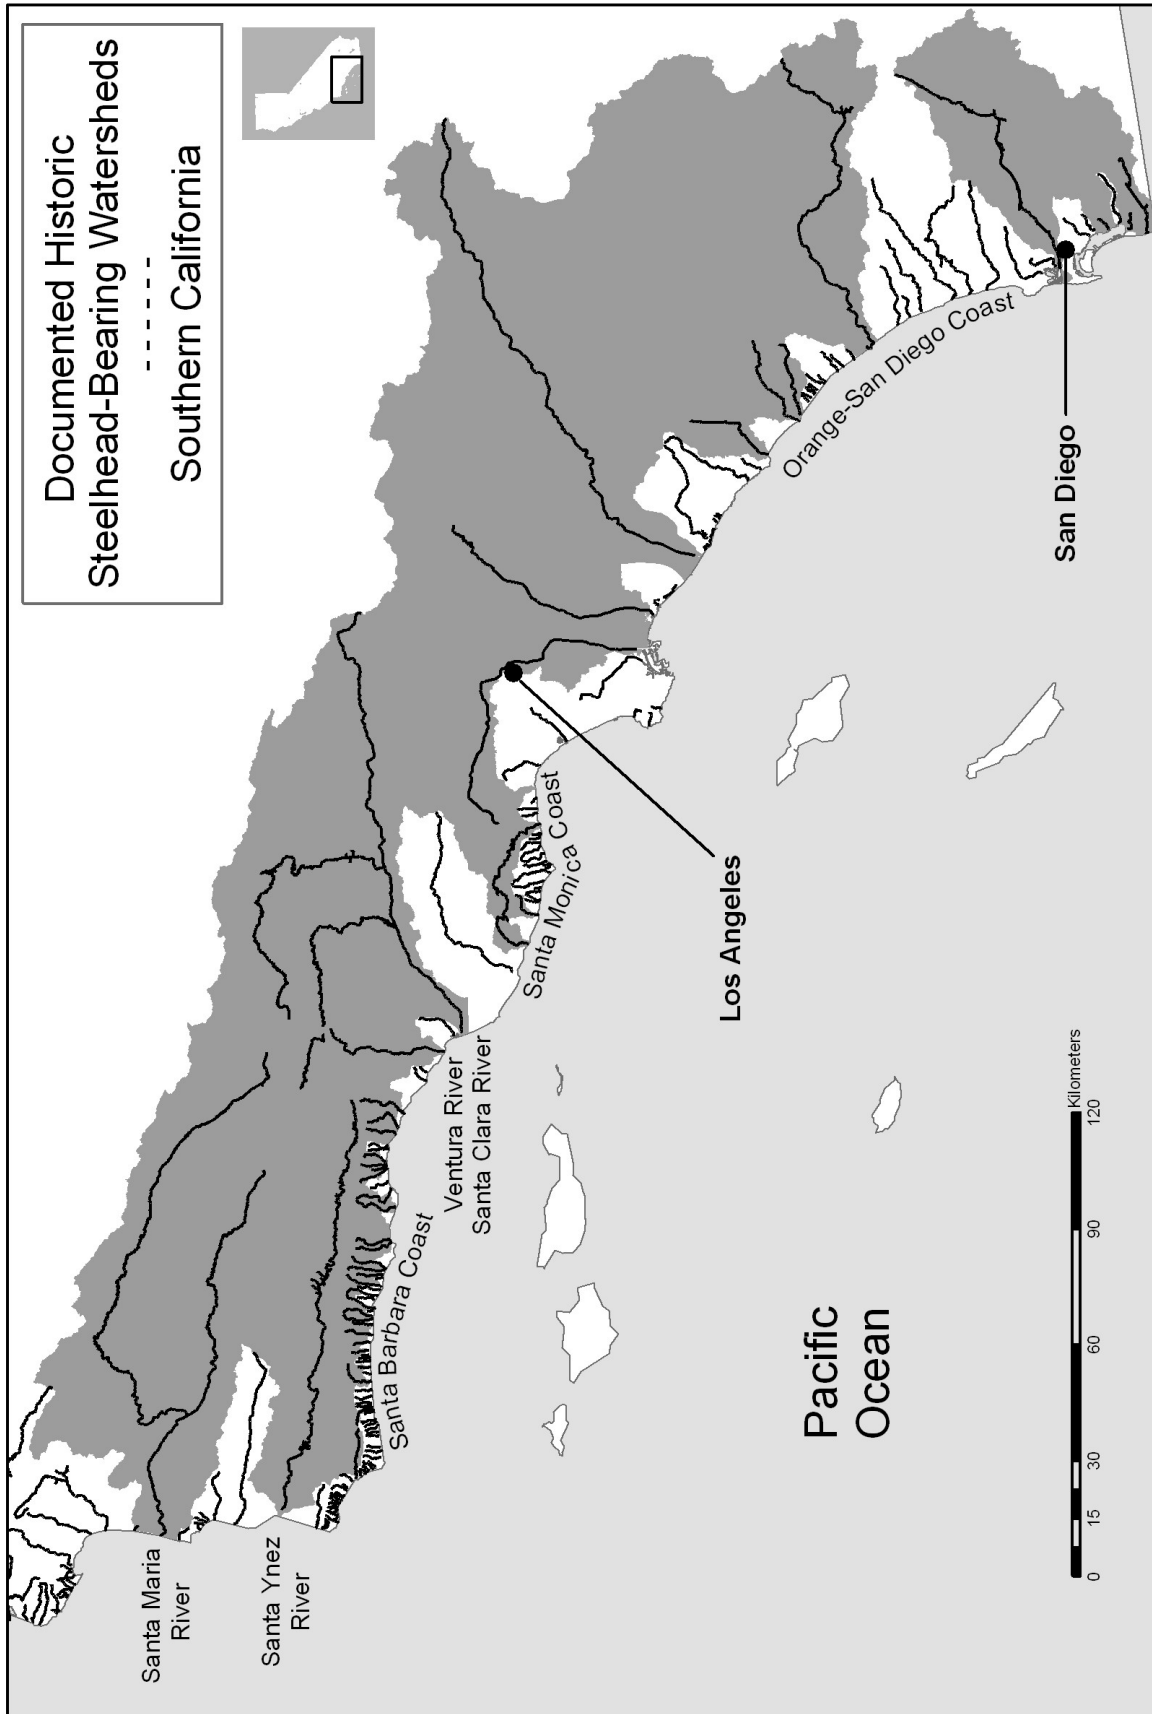 Documented Historic
Steelhead-Bearing Watersheds
-----
Southern California
Santa Maria
River
Santa Ynez
River
Santa Barbara Coast
Ventura River
Santa Clara River
Santa Monica Coast
Los Angeles
Orange-San Diego Coast
San Diego
Pacific
Ocean
0 15 30 60 90 120
Kilometers